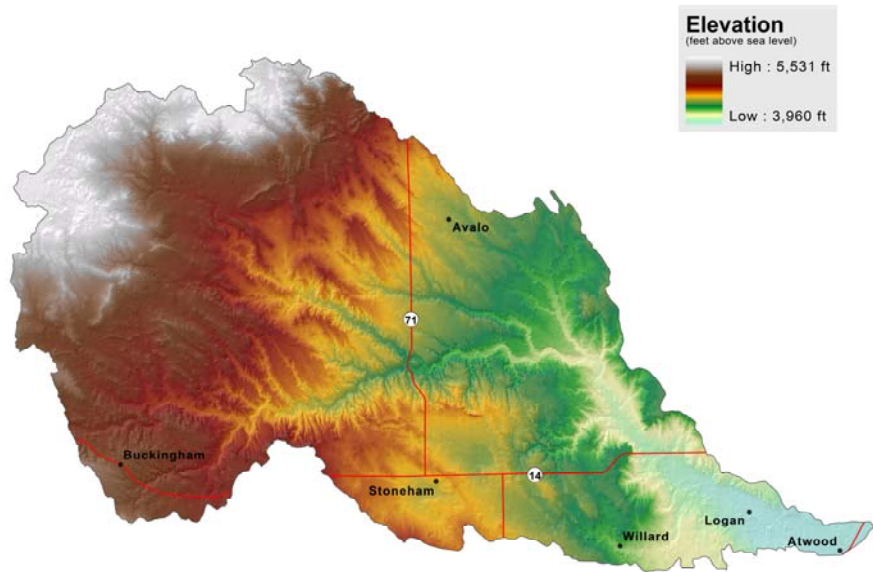 Elevation
(feet above sea level)
High : 5,531 ft
Low : 3,960 ft
Avalo
71
Buckingham
14
Stoneham
Logan
Willard
Atwood